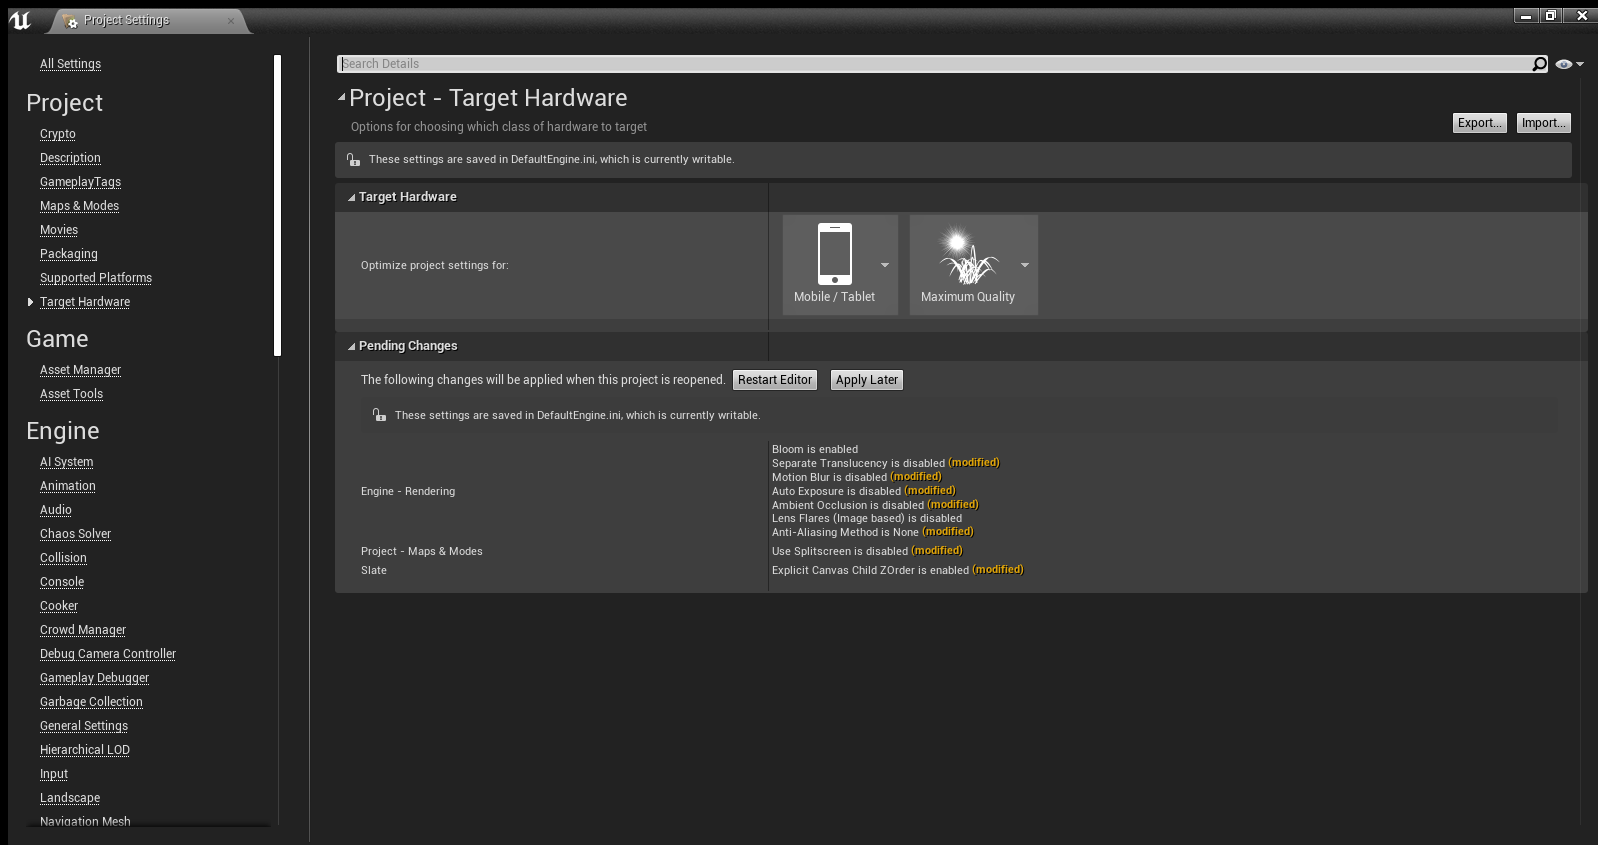 Project Settings
All Settings
Project
Crypto
Description
GameplayTags
Maps & Modes
Movies
Packaging
Supported Platforms
Target Hardware
Game
Asset Manager
Asset Tools
Engine
AI System
Animation
Audio
Chaos Solver
Collision
Console
Cooker
Crowd Manager
Debug Camera Controller
Gameplay Debugger
Garbage Collection
General Settings
Hierarchical LOD
Input
Landscape
Navigation Mesh
Search Details
Project - Target Hardware
Options for choosing which class of hardware to target
Export...
Import...
These settings are saved in DefaultEngine.ini, which is currently writable.
Target Hardware
Optimize project settings for:
Mobile / Tablet
Maximum Quality
Pending Changes
The following changes will be applied when this project is reopened.
Restart Editor
Apply Later
These settings are saved in DefaultEngine.ini, which is currently writable.
Engine - Rendering
Bloom is enabled
Separate Translucency is disabled (modified)
Motion Blur is disabled (modified)
Auto Exposure is disabled (modified)
Ambient Occlusion is disabled (modified)
Lens Flares (Image based) is disabled
Anti-Aliasing Method is None (modified)
Project - Maps & Modes
Use Splitscreen is disabled (modified)
Slate
Explicit Canvas Child ZOrder is enabled (modified)